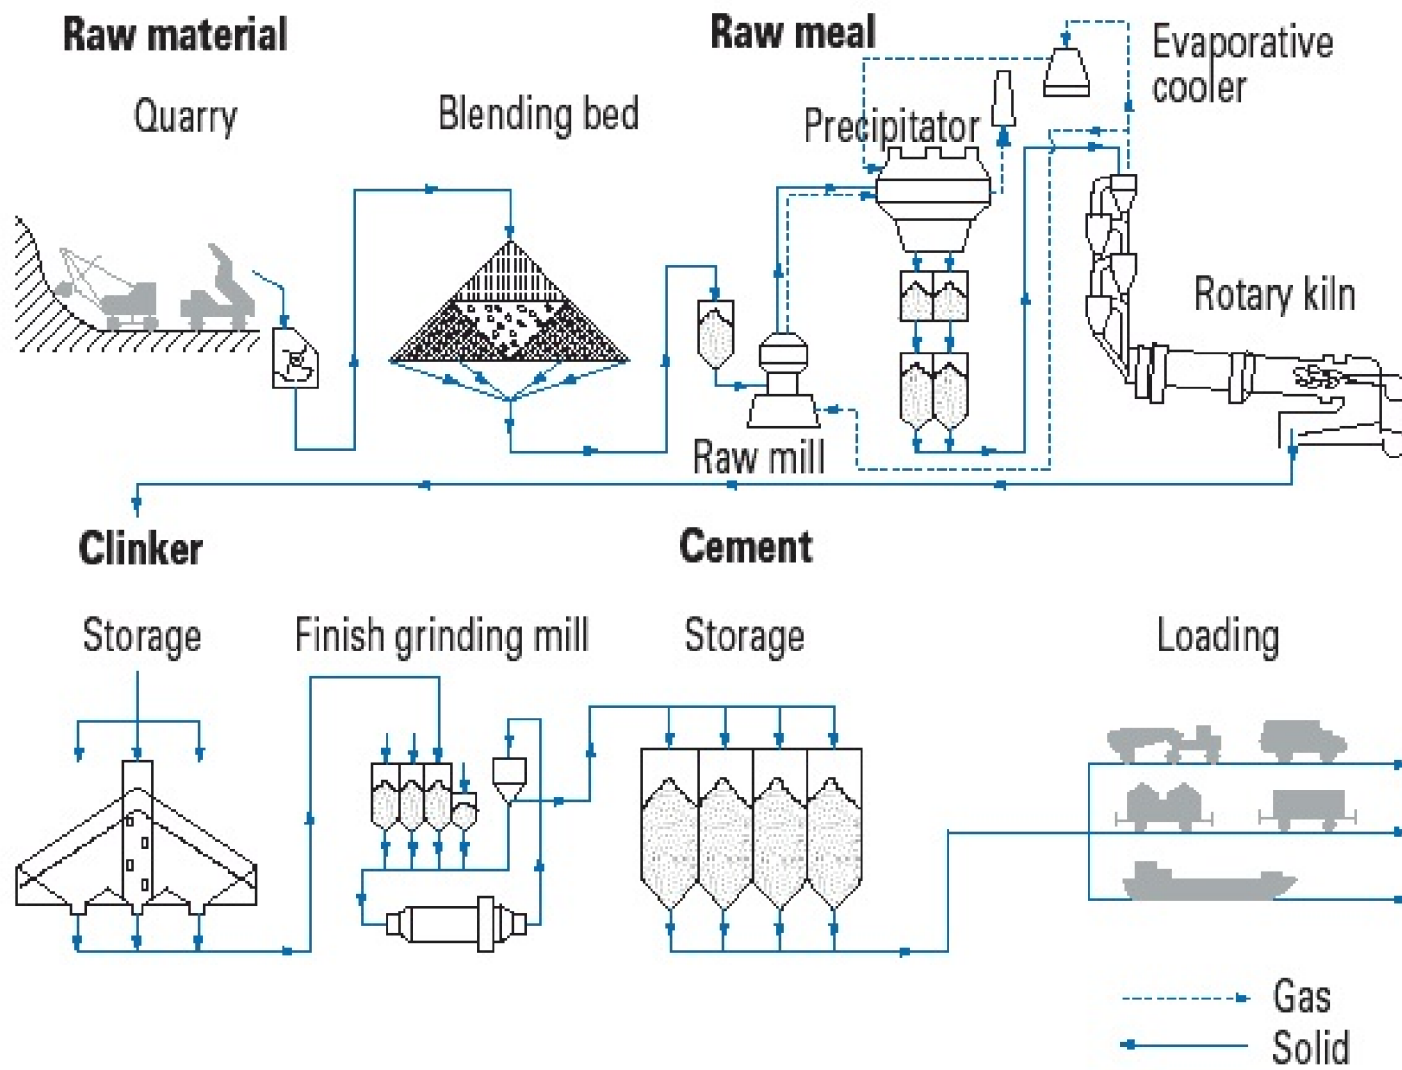 Raw material
Raw meal
Quarry
Blending bed
Precipitator
Evaporative
cooler
Rotary kiln
Raw mill
Clinker
Cement
Storage
Finish grinding mill
Storage
Loading
Gas
Solid